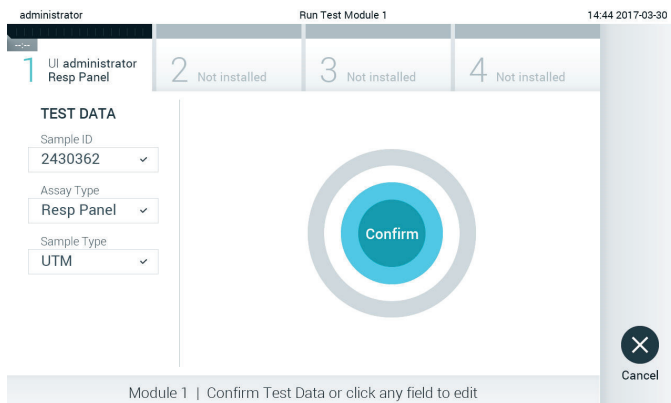 administrator
Run Test Module 1
14:44 2017-03-30
--:--
1 UI administrator
Resp Panel
2 Not installed
3 Not installed
4 Not installed
TEST DATA
Sample ID
2430362
Assay Type
Resp Panel
Sample Type
UTM
Confirm
Cancel
Module 1 | Confirm Test Data or click any field to edit